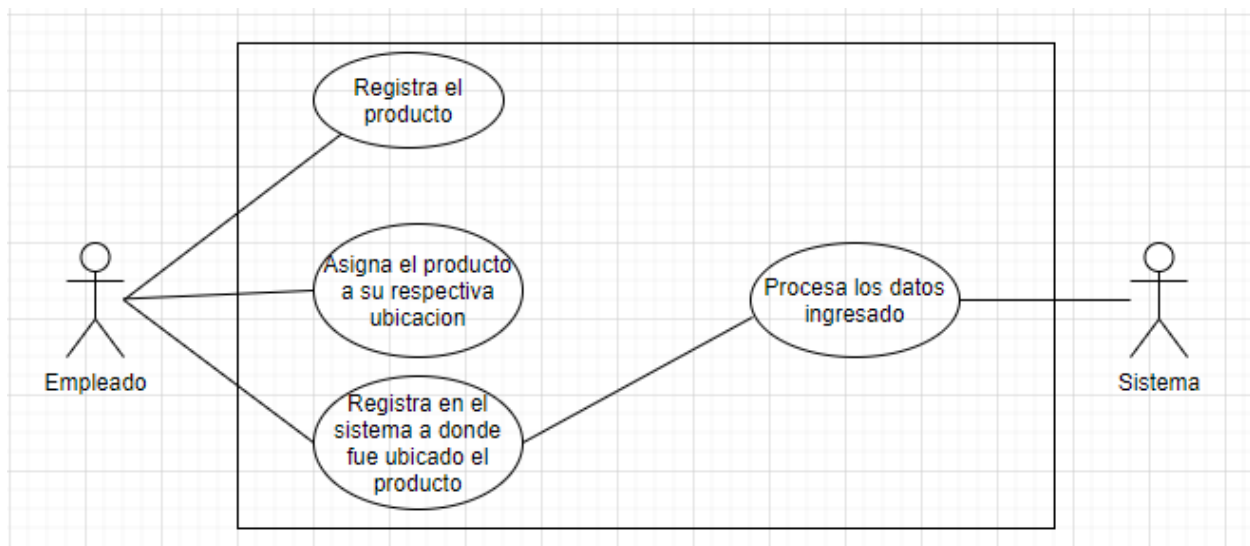 Registra el
producto
Asigna el producto
a su respectiva
ubicacion
Procesa los datos
ingresado
Empleado
Sistema
Registra en el
sistema a donde
fue ubicado el
producto